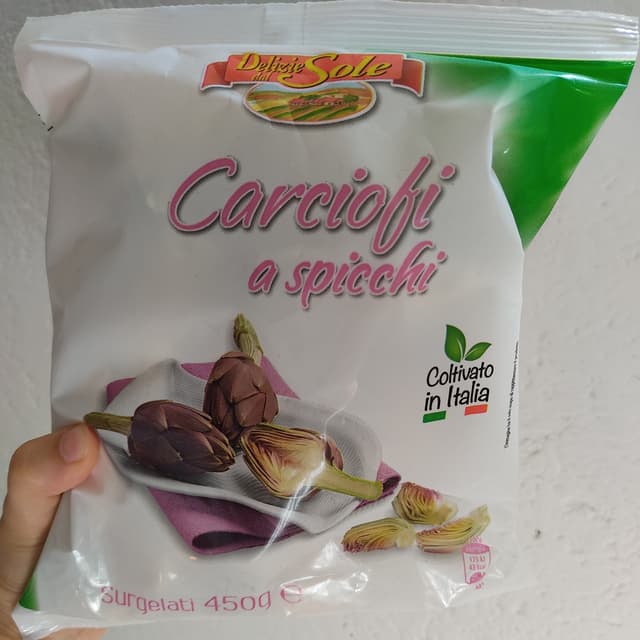 Delizie
dal Sole
Carciofi
a spicchi
Coltivato
in Italia
Surgelati 450g e